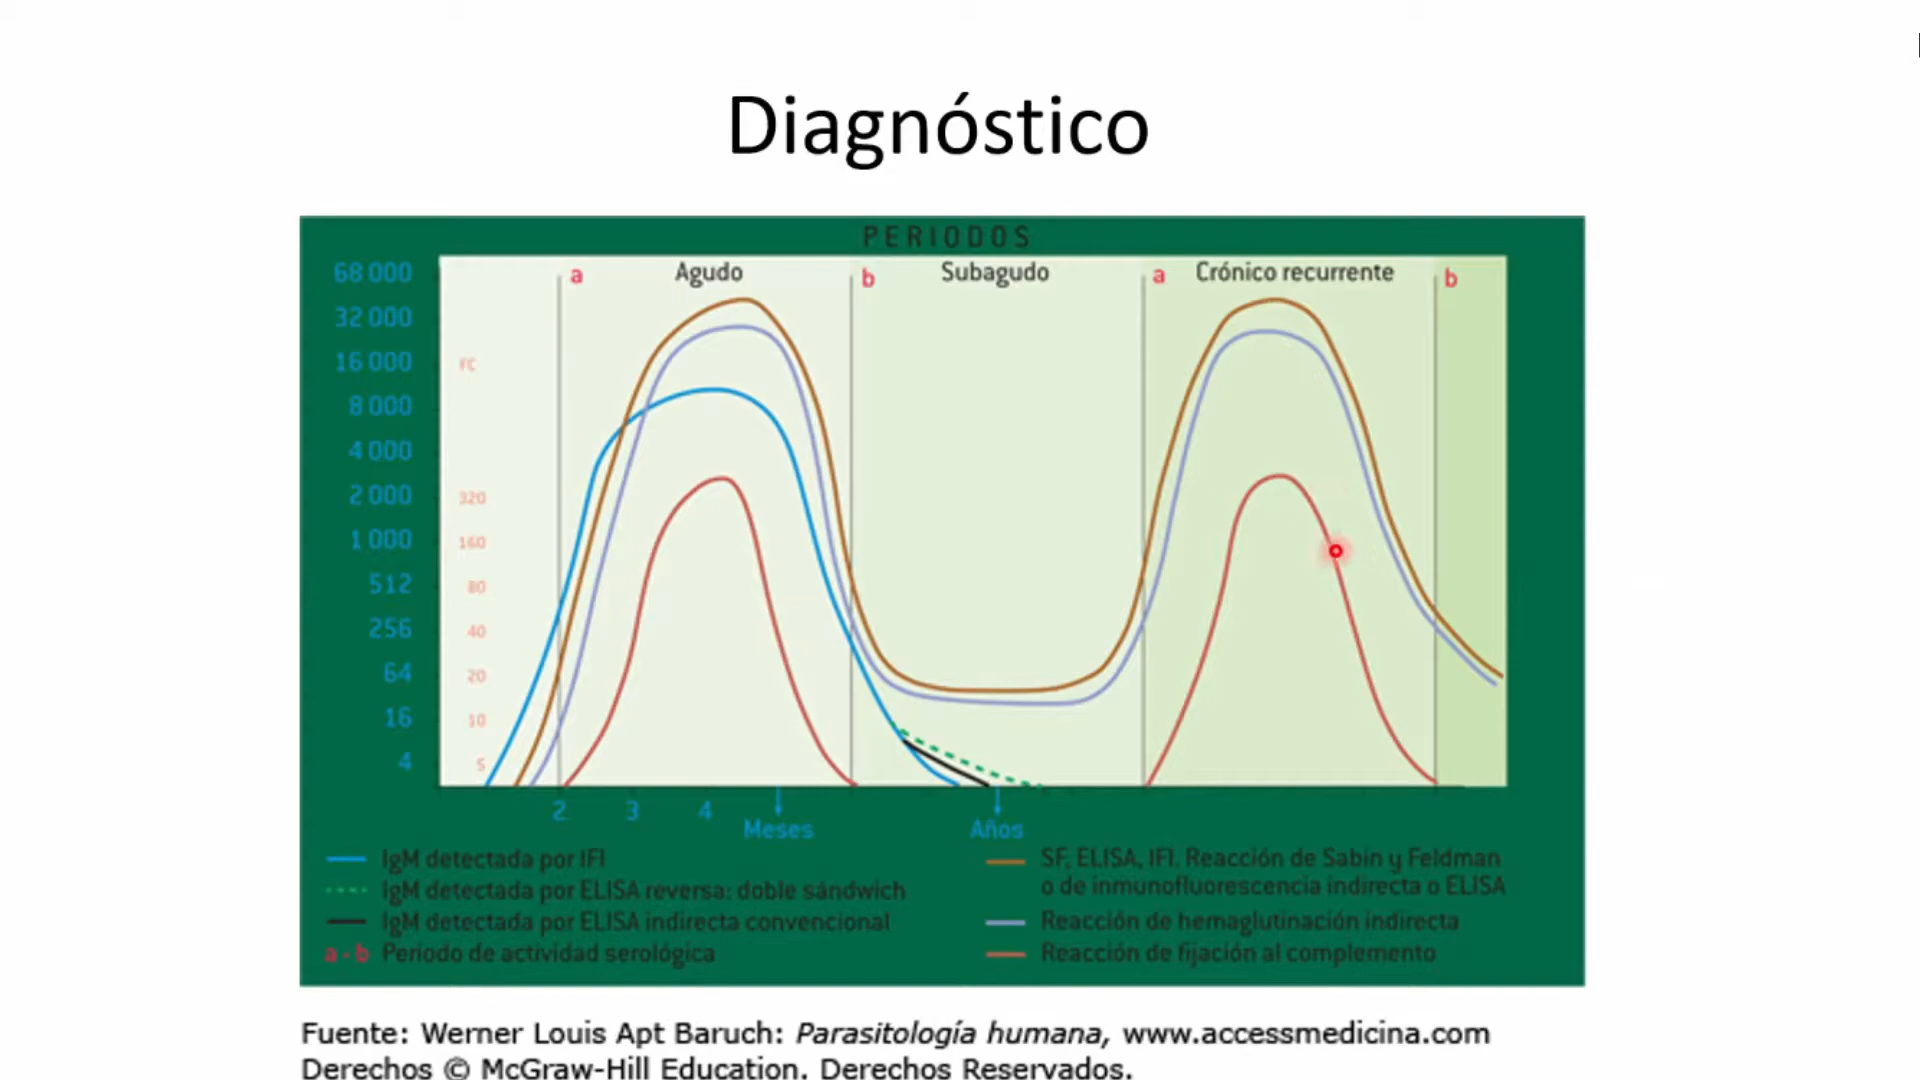 Diagnóstico
PERIODOS
a Agudo b Subagudo a Crónico recurrente b
68 000
32 000
16 000
8 000
4 000
2 000
1 000
512
256
64
16
4
FC
320
160
80
40
20
10
5
2 3 4 Meses Años
IgM detectada por IFI
IgM detectada por ELISA reversa: doble sándwich
IgM detectada por ELISA indirecta convencional
a - b Periodo de actividad serológica
SF, ELISA, IFI. Reacción de Sabin y Feldman
o de inmunofluorescencia indirecta o ELISA
Reacción de hemaglutinación indirecta
Reacción de fijación al complemento
Fuente: Werner Louis Apt Baruch: Parasitología humana, www.accessmedicina.com
Derechos © McGraw-Hill Education. Derechos Reservados.